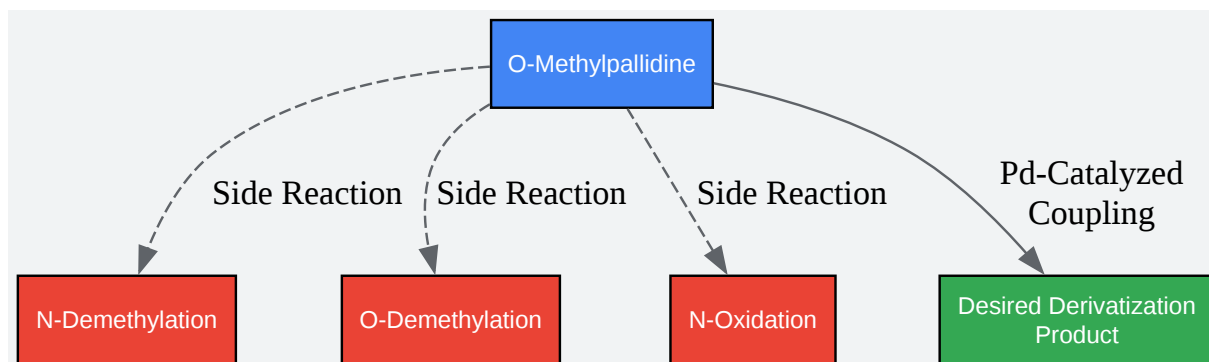 O-Methylpallidine
Side Reaction
Side Reaction
Side Reaction
Pd-Catalyzed
Coupling
N-Demethylation
O-Demethylation
N-Oxidation
Desired Derivatization
Product